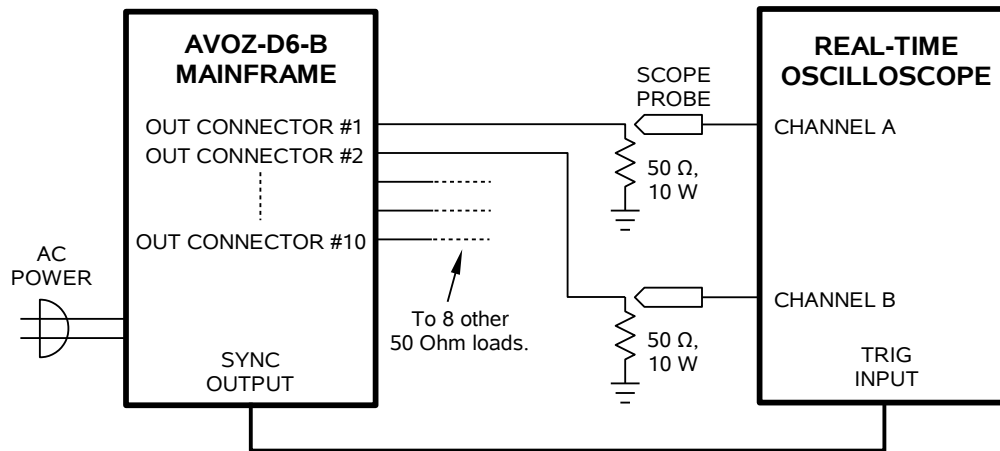 AVOZ-D6-B
MAINFRAME
OUT CONNECTOR #1
OUT CONNECTOR #2
OUT CONNECTOR #10
AC
POWER
SYNC
OUTPUT
To 8 other
50 Ohm loads.
SCOPE
PROBE
50 Ω,
10 W
50 Ω,
10 W
REAL-TIME
OSCILLOSCOPE
CHANNEL A
CHANNEL B
TRIG
INPUT